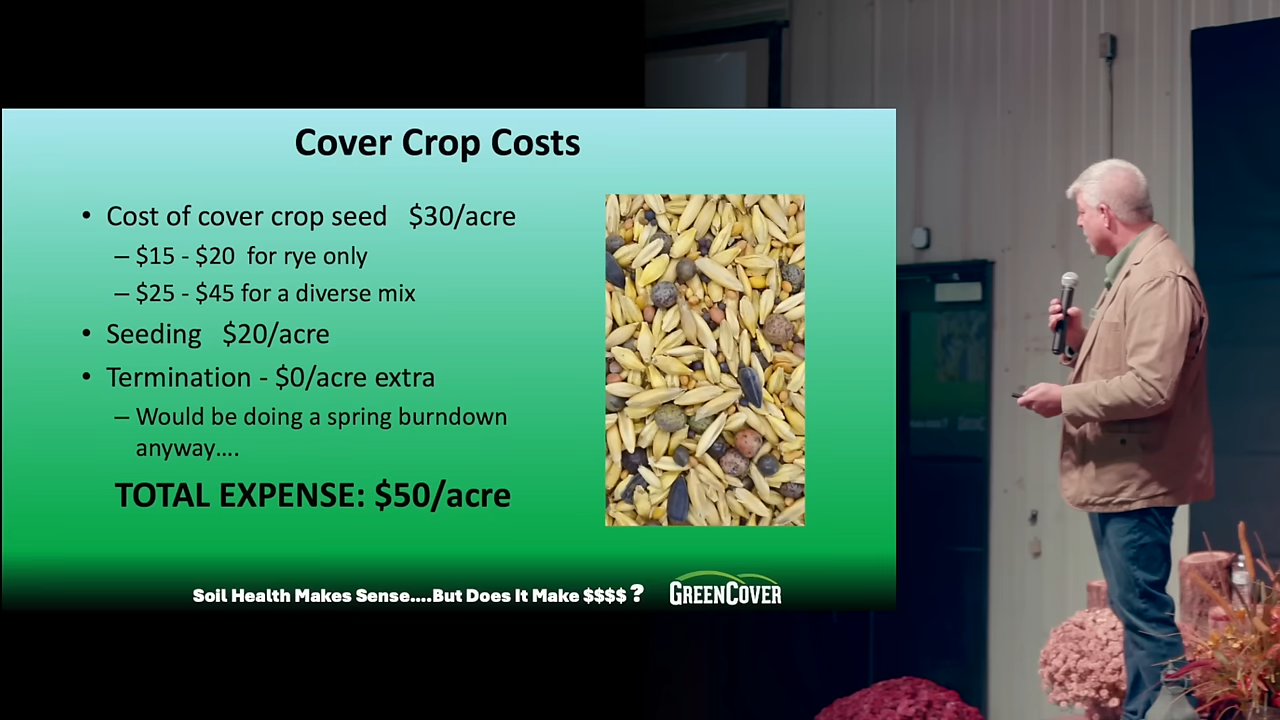 Cover Crop Costs
• Cost of cover crop seed $30/acre
– $15 - $20 for rye only
– $25 - $45 for a diverse mix
• Seeding $20/acre
• Termination - $0/acre extra
– Would be doing a spring burndown
anyway....
TOTAL EXPENSE: $50/acre
Soil Health Makes Sense....But Does It Make $$$$ ?
GREENCOVER